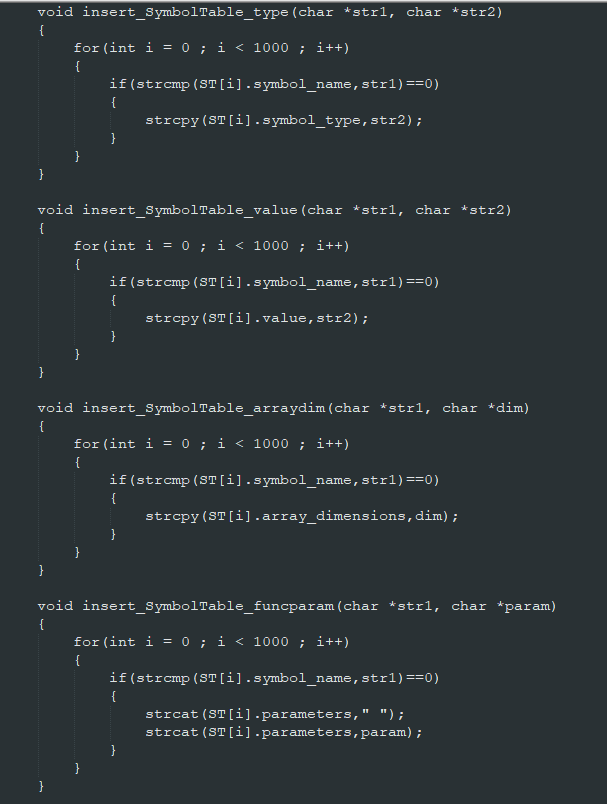 void insert_SymbolTable_type(char *str1, char *str2)
{
    for(int i = 0 ; i < 1000 ; i++)
    {
        if(strcmp(ST[i].symbol_name,str1)==0)
        {
            strcpy(ST[i].symbol_type,str2);
        }
    }
}

void insert_SymbolTable_value(char *str1, char *str2)
{
    for(int i = 0 ; i < 1000 ; i++)
    {
        if(strcmp(ST[i].symbol_name,str1)==0)
        {
            strcpy(ST[i].value,str2);
        }
    }
}

void insert_SymbolTable_arraydim(char *str1, char *dim)
{
    for(int i = 0 ; i < 1000 ; i++)
    {
        if(strcmp(ST[i].symbol_name,str1)==0)
        {
            strcpy(ST[i].array_dimensions,dim);
        }
    }
}

void insert_SymbolTable_funcparam(char *str1, char *param)
{
    for(int i = 0 ; i < 1000 ; i++)
    {
        if(strcmp(ST[i].symbol_name,str1)==0)
        {
            strcat(ST[i].parameters," ");
            strcat(ST[i].parameters,param);
        }
    }
}